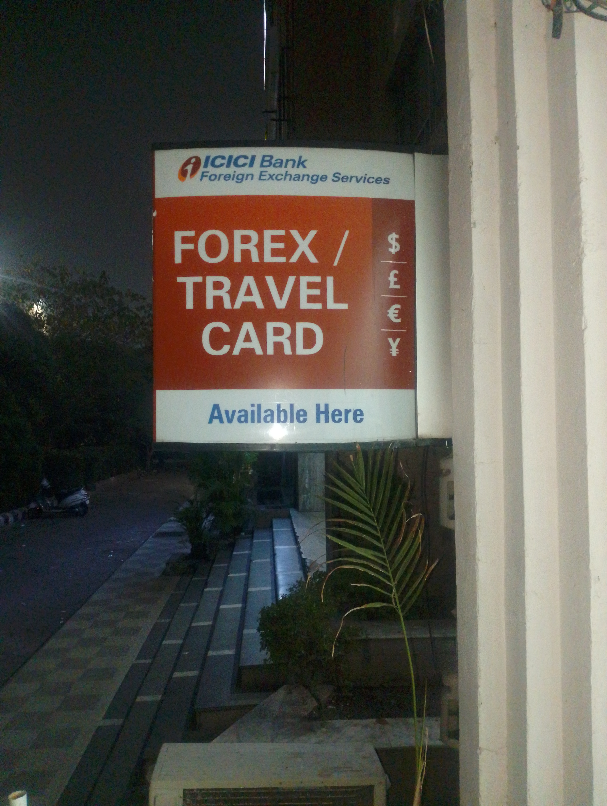 ICICI Bank
Foreign Exchange Services
FOREX /
TRAVEL
CARD
$
£
€
¥
Available Here